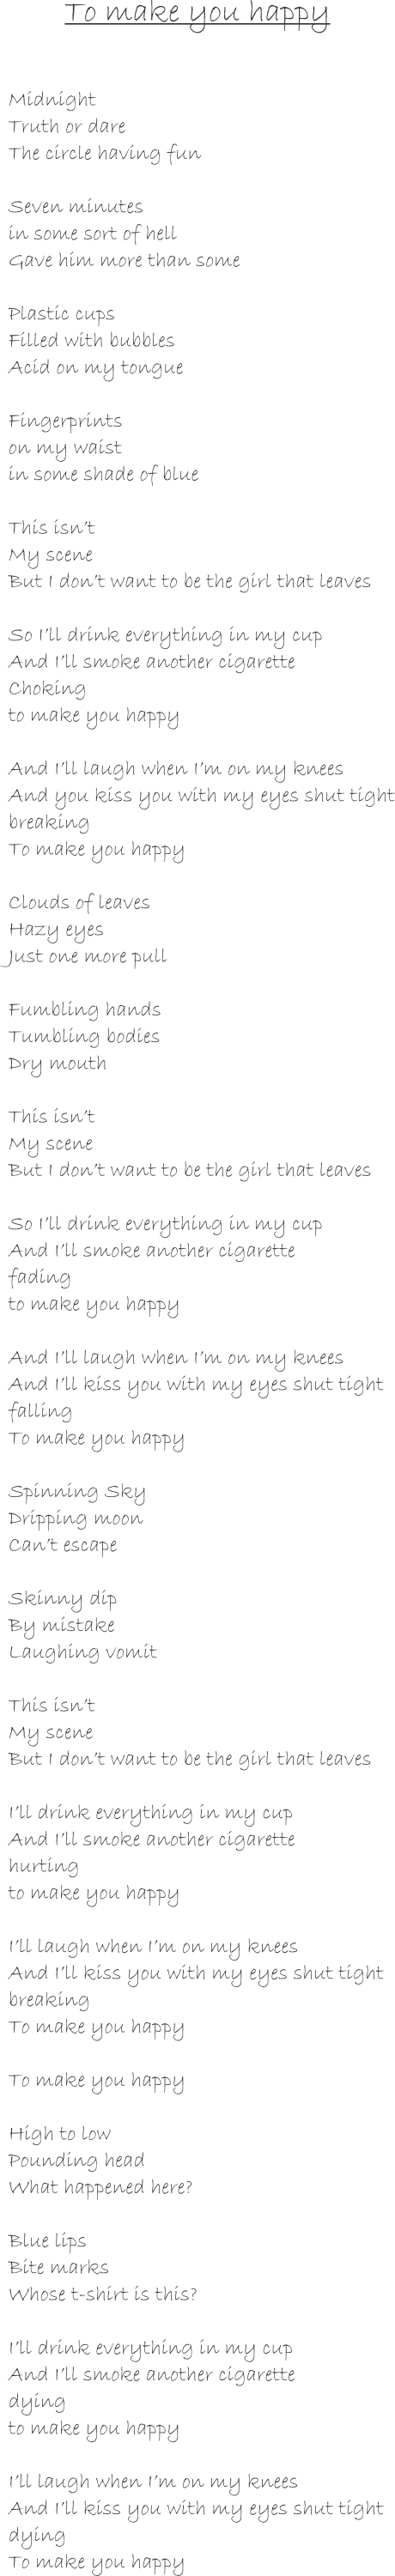 To make you happy
Midnight
Truth or dare
The circle having fun
Seven minutes
in some sort of hell
Gave him more than some
Plastic cups
Filled with bubbles
Acid on my tongue
Fingerprints
on my waist
in some shade of blue
This isn't
My scene
But I don't want to be the girl that leaves
So I'll drink everything in my cup
And I'll smoke another cigarette
Choking
to make you happy
And I'll laugh when I'm on my knees
And you kiss you with my eyes shut tight
breaking
To make you happy
Clouds of leaves
Hazy eyes
Just one more pull
Fumbling hands
Tumbling bodies
Dry mouth
This isn't
My scene
But I don't want to be the girl that leaves
So I'll drink everything in my cup
And I'll smoke another cigarette
fading
to make you happy
And I'll laugh when I'm on my knees
And I'll kiss you with my eyes shut tight
falling
To make you happy
Spinning Sky
Dripping moon
Can't escape
Skinny dip
By mistake
Laughing vomit
This isn't
My scene
But I don't want to be the girl that leaves
I'll drink everything in my cup
And I'll smoke another cigarette
hurting
to make you happy
I'll laugh when I'm on my knees
And I'll kiss you with my eyes shut tight
breaking
To make you happy
To make you happy
High to low
Pounding head
What happened here?
Blue lips
Bite marks
Whose t-shirt is this?
I'll drink everything in my cup
And I'll smoke another cigarette
dying
to make you happy
I'll laugh when I'm on my knees
And I'll kiss you with my eyes shut tight
dying
To make you happy